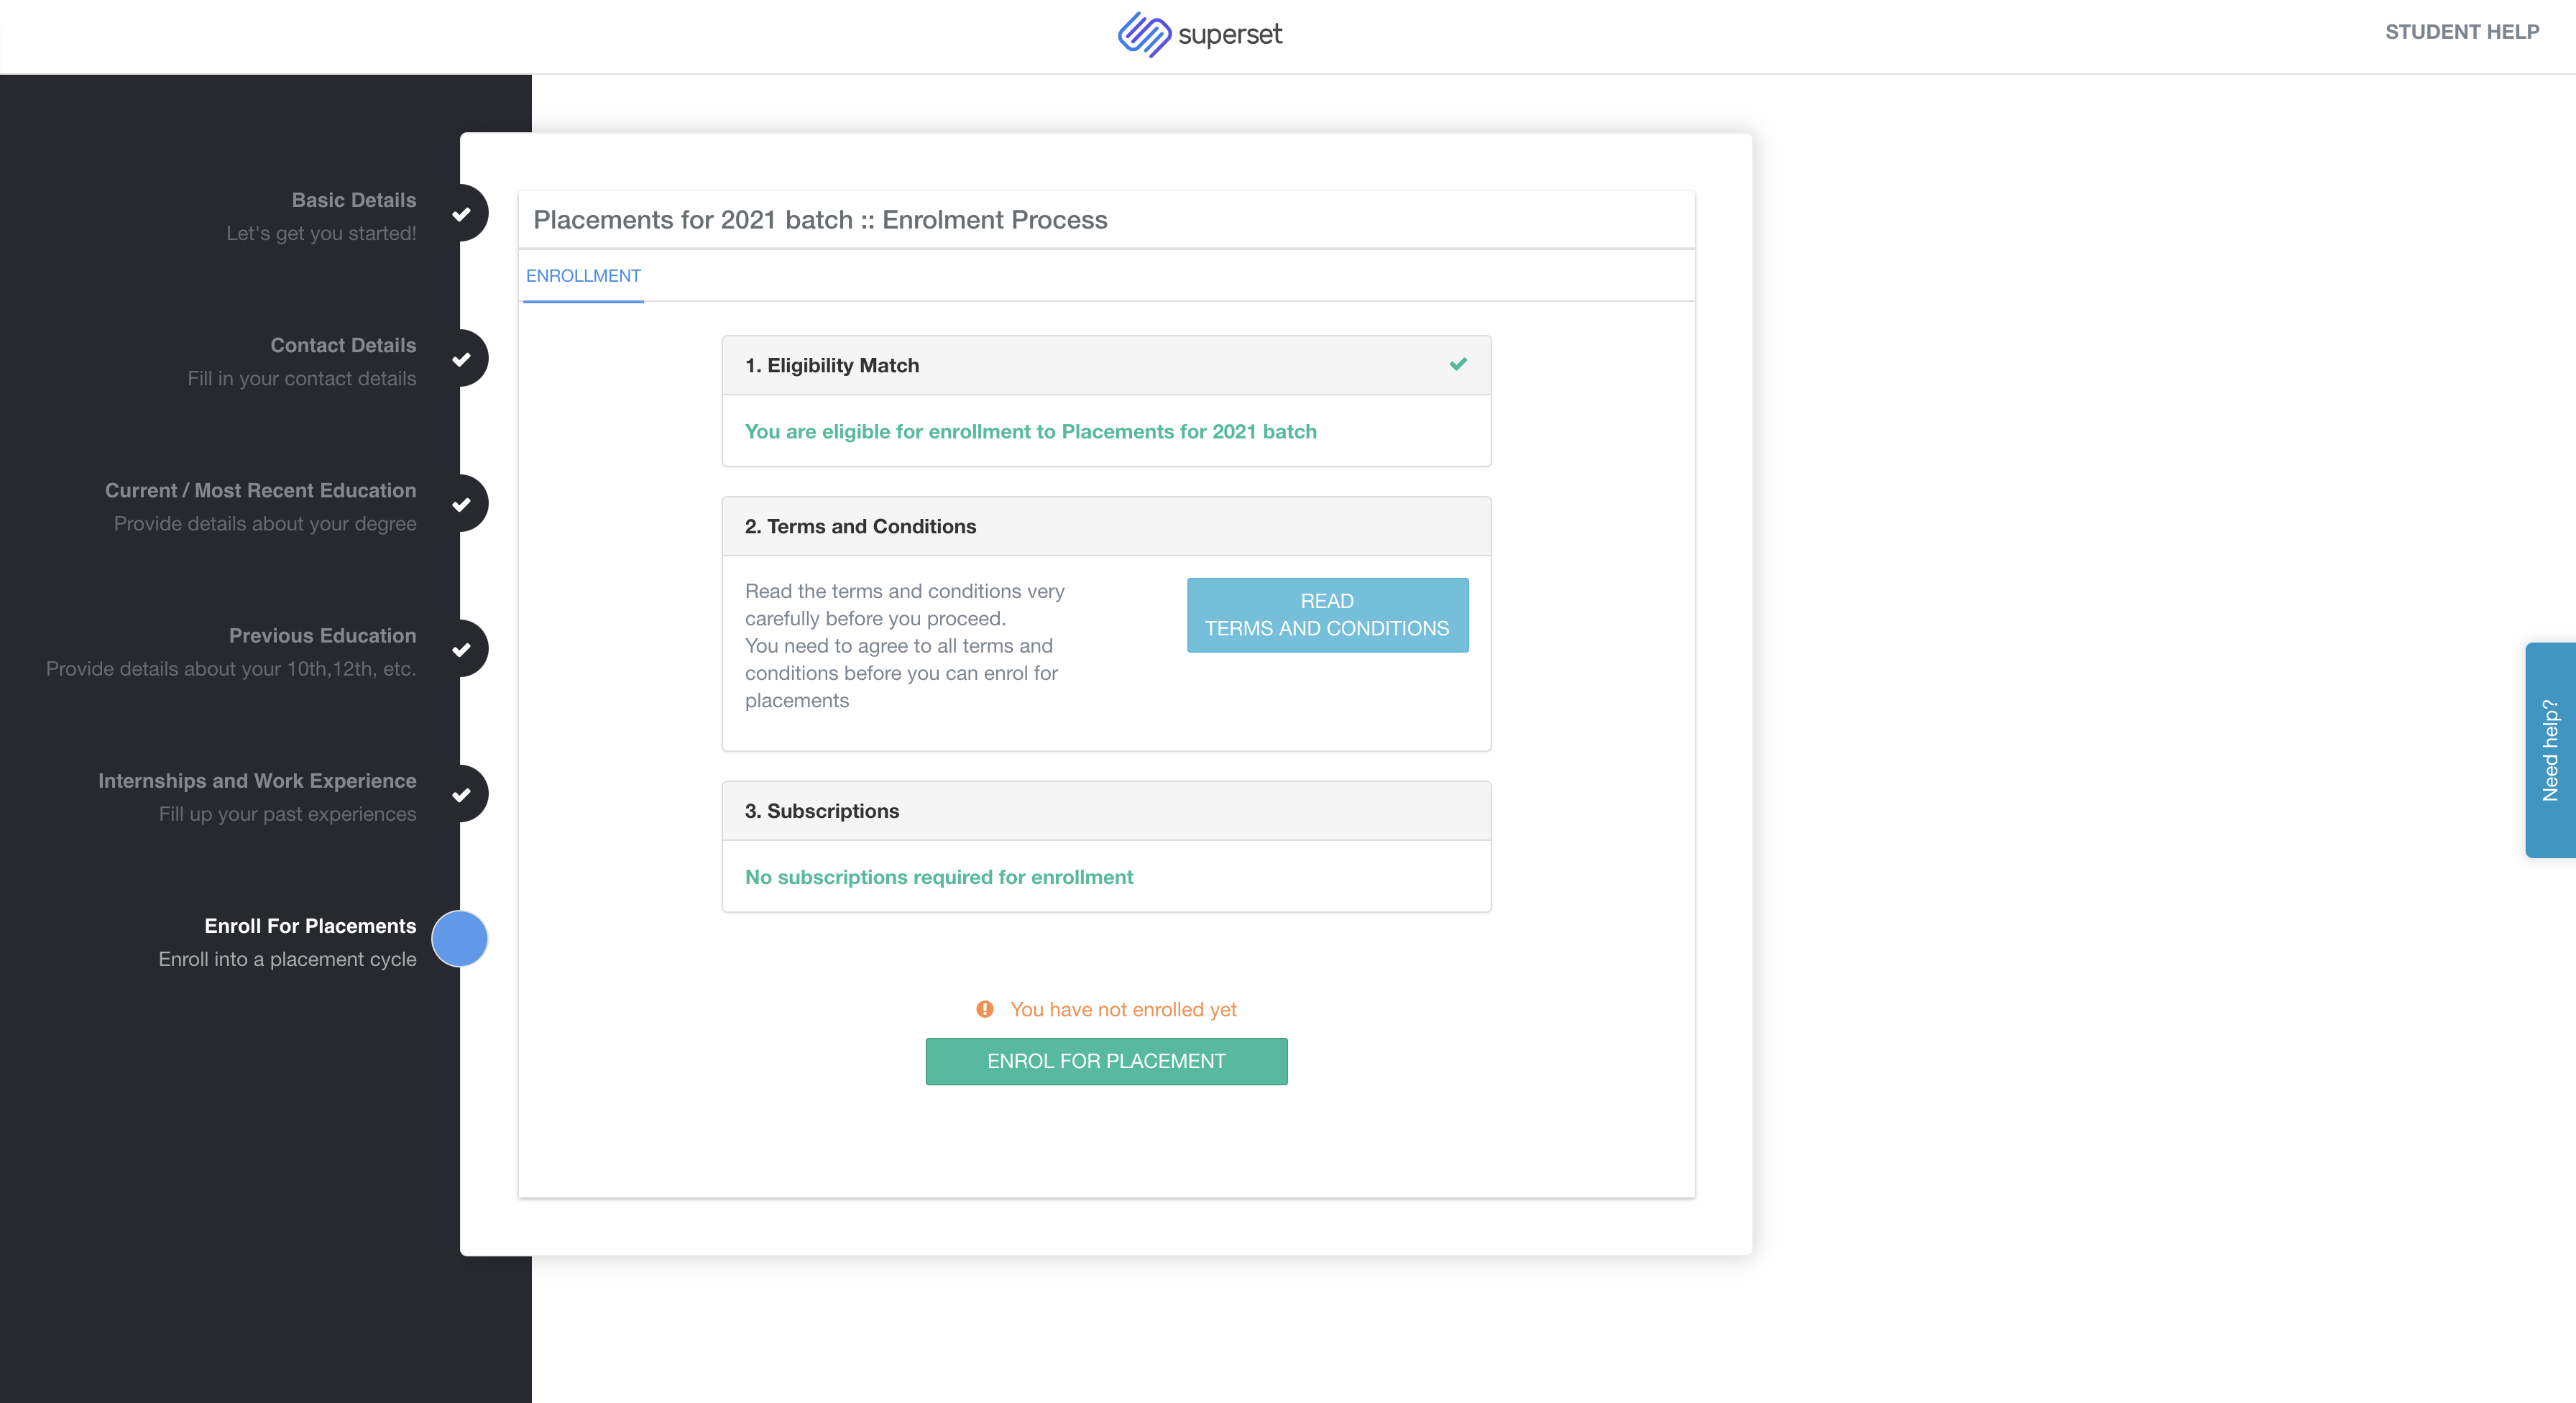 superset
STUDENT HELP
Basic Details
Let's get you started!
Contact Details
Fill in your contact details
Current / Most Recent Education
Provide details about your degree
Previous Education
Provide details about your 10th,12th, etc.
Internships and Work Experience
Fill up your past experiences
Enroll For Placements
Enroll into a placement cycle
Placements for 2021 batch :: Enrolment Process
ENROLLMENT
1. Eligibility Match
You are eligible for enrollment to Placements for 2021 batch
2. Terms and Conditions
Read the terms and conditions very
carefully before you proceed.
You need to agree to all terms and
conditions before you can enrol for
placements
READ
TERMS AND CONDITIONS
3. Subscriptions
No subscriptions required for enrollment
You have not enrolled yet
ENROL FOR PLACEMENT
Need help?